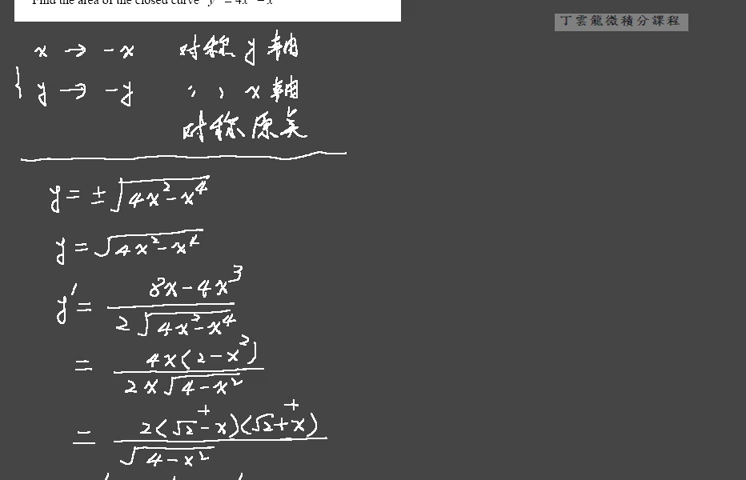 Find the area of the closed curve y² = 4x² − x⁴
丁雲龍微積分課程
x → -x 对称 y 軸
{ y → -y 〃 x 軸
对称原点
y = ±√(4x² - x⁴)
y = √(4x² - x⁴)
y' = (8x - 4x³) / (2√(4x² - x⁴))
= 4x(2 - x²) / (2x√(4 - x²))
= 2(√2 - x)(√2 + x) / √(4 - x²)
+ +